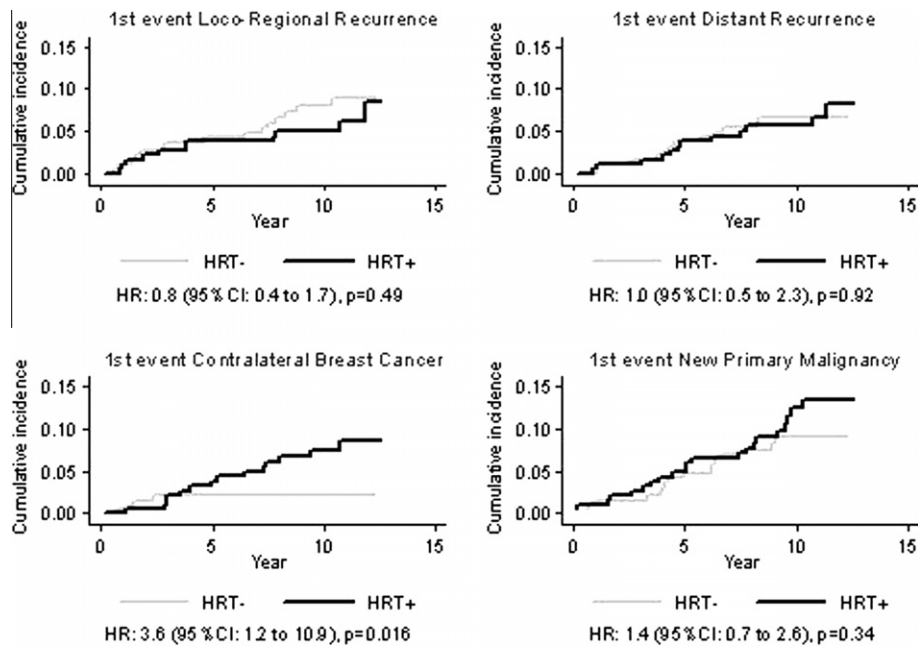 1st event Loco-Regional Recurrence
Cumulative incidence
0.15
0.10
0.05
0.00
0 5 10 15
Year
HRT- HRT+
HR: 0.8 (95%CI: 0.4 to 1.7), p=0.49
1st event Distant Recurrence
Cumulative incidence
0.15
0.10
0.05
0.00
0 5 10 15
Year
HRT- HRT+
HR: 1.0 (95%CI: 0.5 to 2.3), p=0.92
1st event Contralateral Breast Cancer
Cumulative incidence
0.15
0.10
0.05
0.00
0 5 10 15
Year
HRT- HRT+
HR: 3.6 (95%CI: 1.2 to 10.9), p=0.016
1st event New Primary Malignancy
Cumulative incidence
0.15
0.10
0.05
0.00
0 5 10 15
Year
HRT- HRT+
HR: 1.4 (95%CI: 0.7 to 2.6), p=0.34